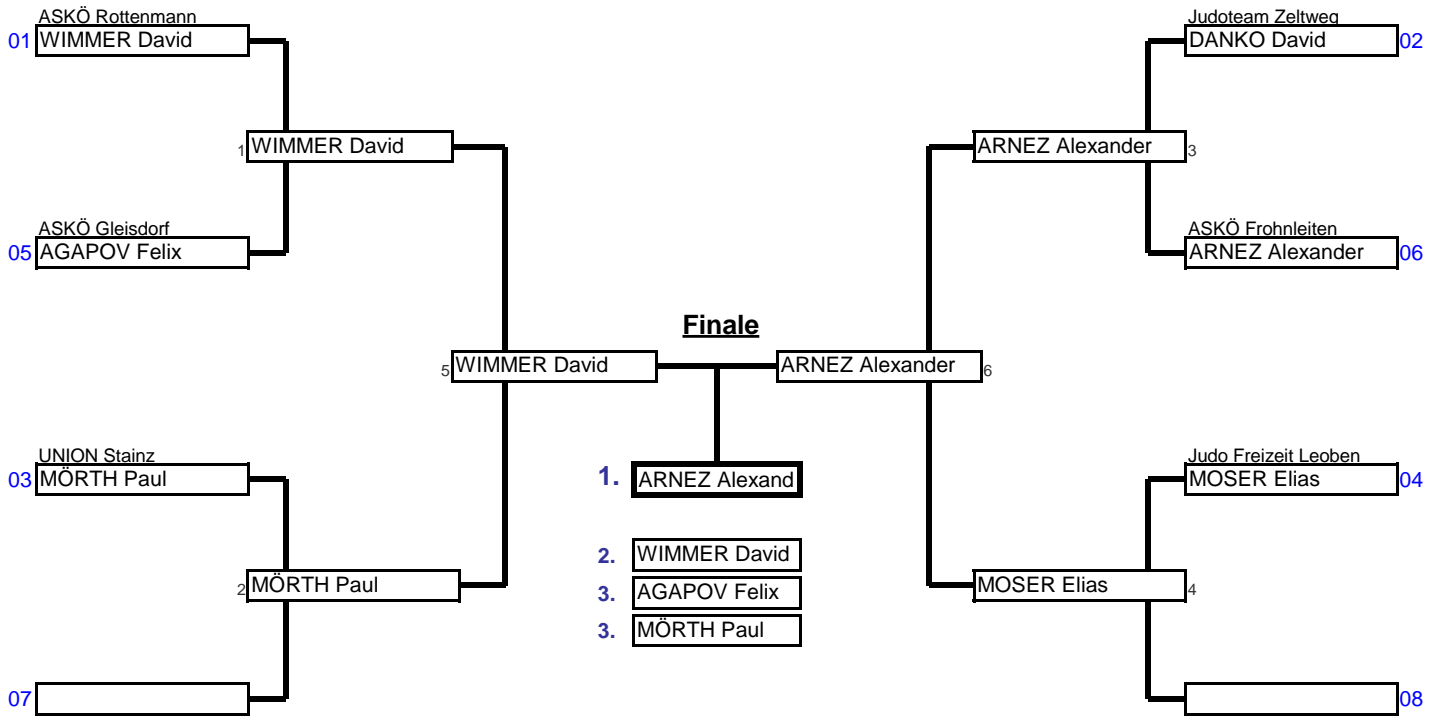 ASKÖ Rottenmann
01 WIMMER David
Judoteam Zeltweg
DANKO David 02
1 WIMMER David
ARNEZ Alexander 3
ASKÖ Gleisdorf
05 AGAPOV Felix
ASKÖ Frohnleiten
ARNEZ Alexander 06
Finale
5 WIMMER David
ARNEZ Alexander 6
UNION Stainz
03 MÖRTH Paul
1. ARNEZ Alexand
Judo Freizeit Leoben
MOSER Elias 04
2. WIMMER David
3. AGAPOV Felix
3. MÖRTH Paul
2 MÖRTH Paul
MOSER Elias 4
07
08